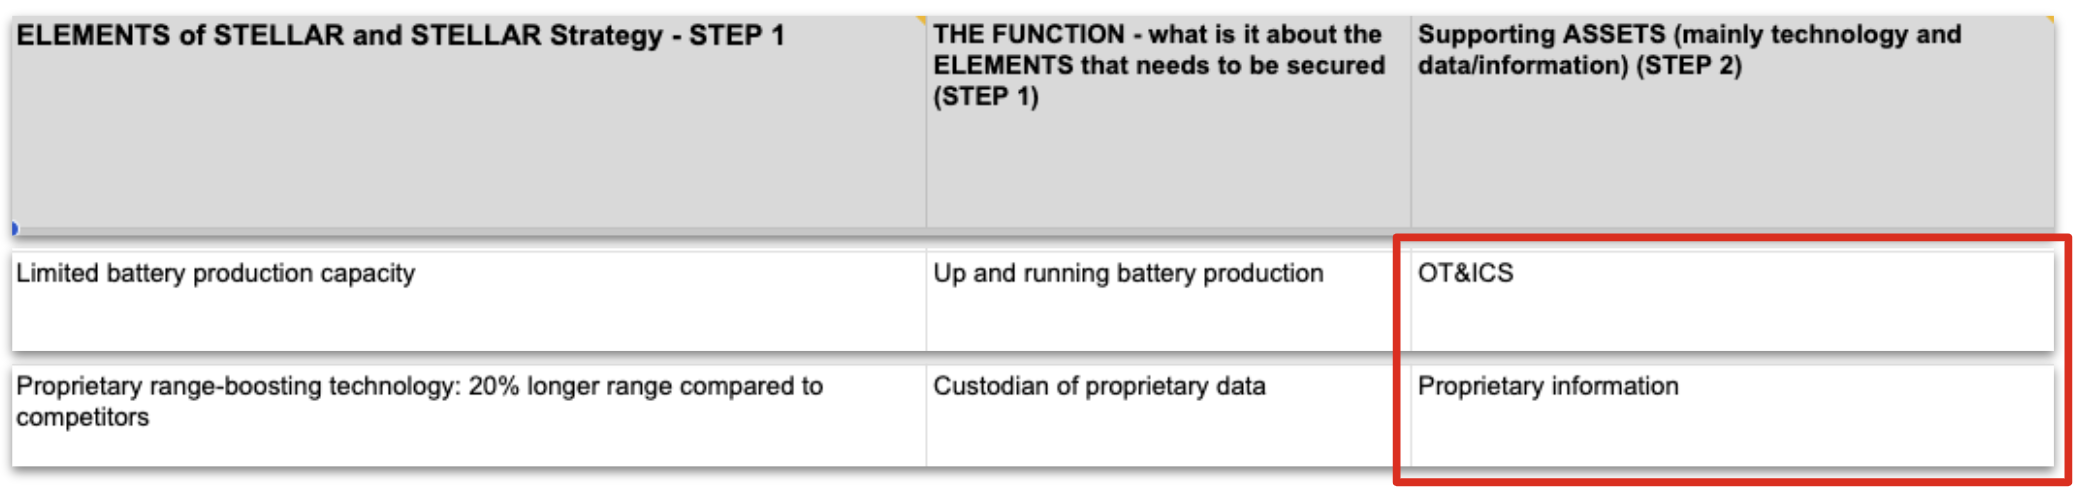 ELEMENTS of STELLAR and STELLAR Strategy - STEP 1
THE FUNCTION - what is it about the
ELEMENTS that needs to be secured
(STEP 1)
Supporting ASSETS (mainly technology and
data/information) (STEP 2)
Limited battery production capacity
Up and running battery production
OT&ICS
Proprietary range-boosting technology: 20% longer range compared to
competitors
Custodian of proprietary data
Proprietary information